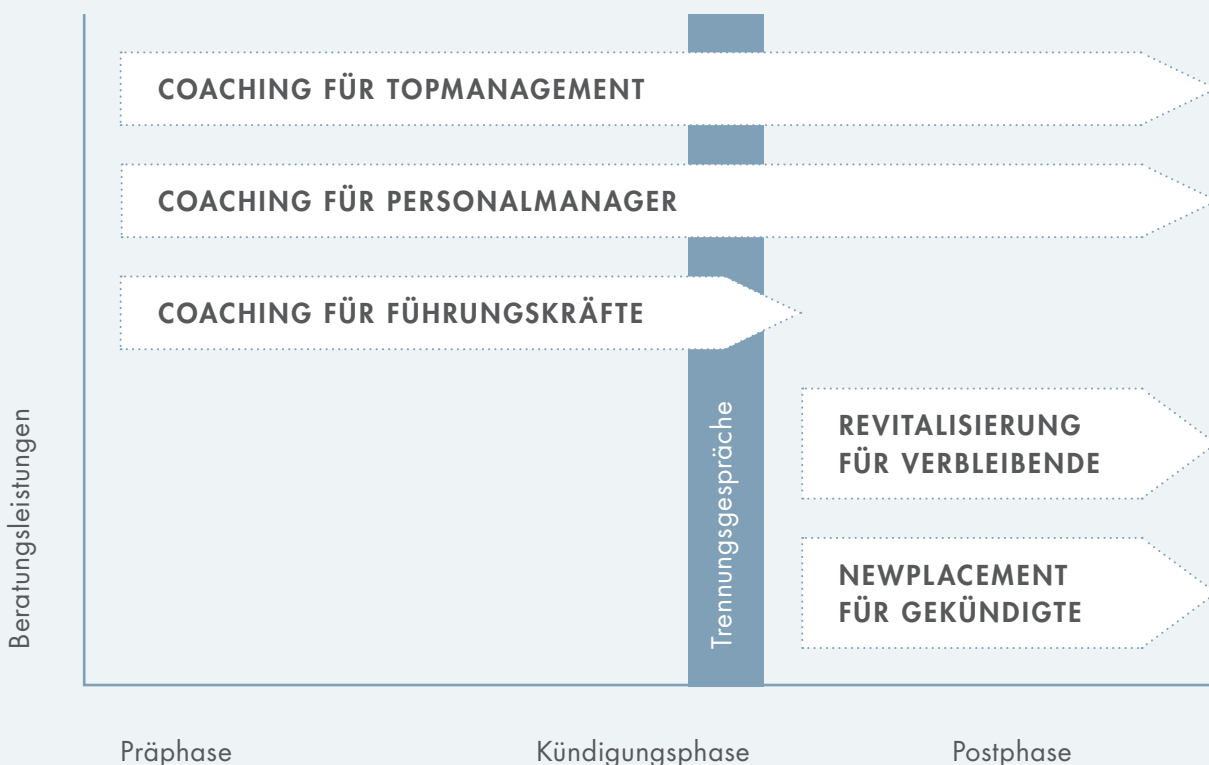 COACHING FÜR TOPMANAGEMENT
COACHING FÜR PERSONALMANAGER
COACHING FÜR FÜHRUNGSKRÄFTE
REVITALISIERUNG
FÜR VERBLEIBENDE
NEWPLACEMENT
FÜR GEKÜNDIGTE
Trennungsgespräche
Beratungsleistungen
Präphase
Kündigungsphase
Postphase